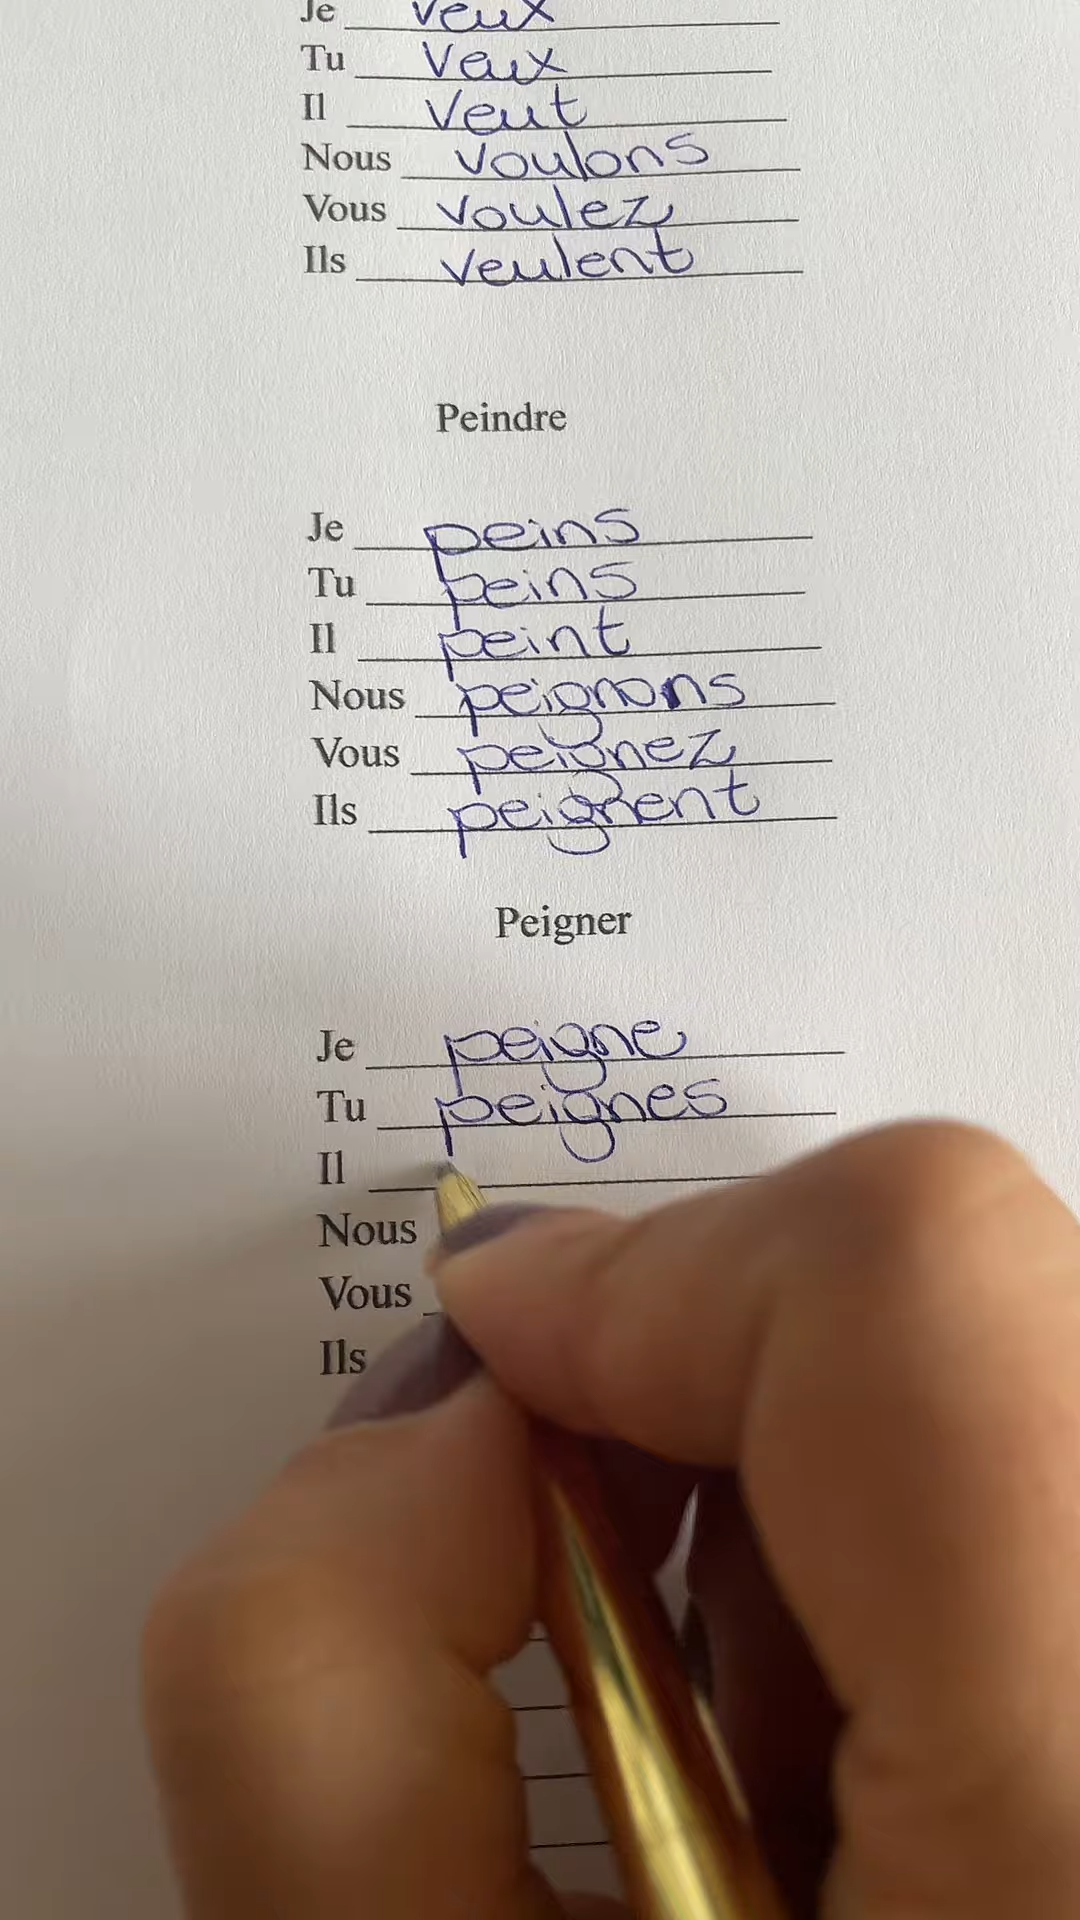 Je veux
Tu veux
Il veut
Nous voulons
Vous voulez
Ils veulent
Peindre
Je peins
Tu peins
Il peint
Nous peignons
Vous peignez
Ils peignent
Peigner
Je peigne
Tu peignes
Il
Nous
Vous
Ils